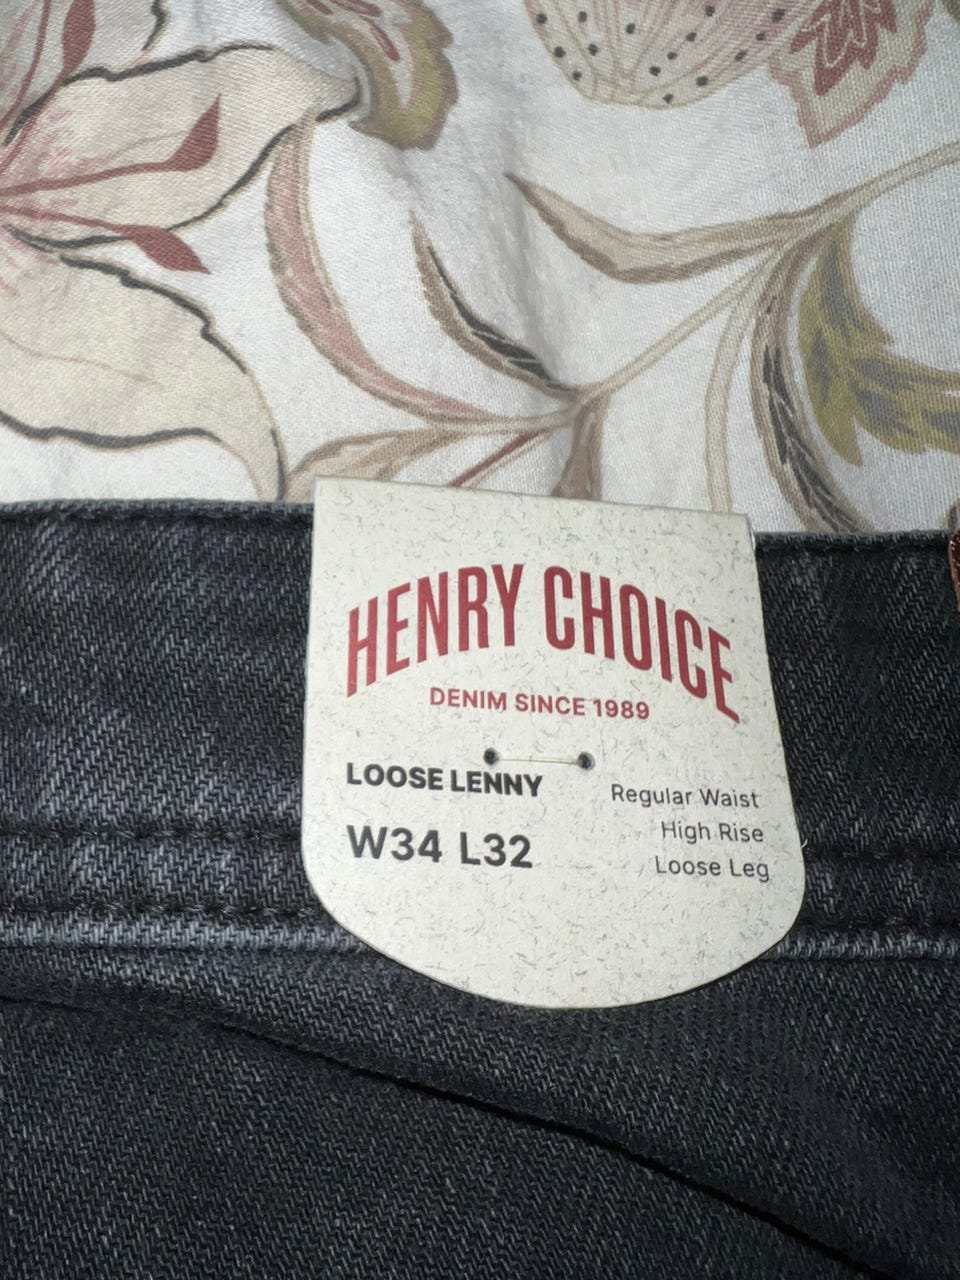 HENRY CHOICE
DENIM SINCE 1989
LOOSE LENNY
W34 L32
Regular Waist
High Rise
Loose Leg